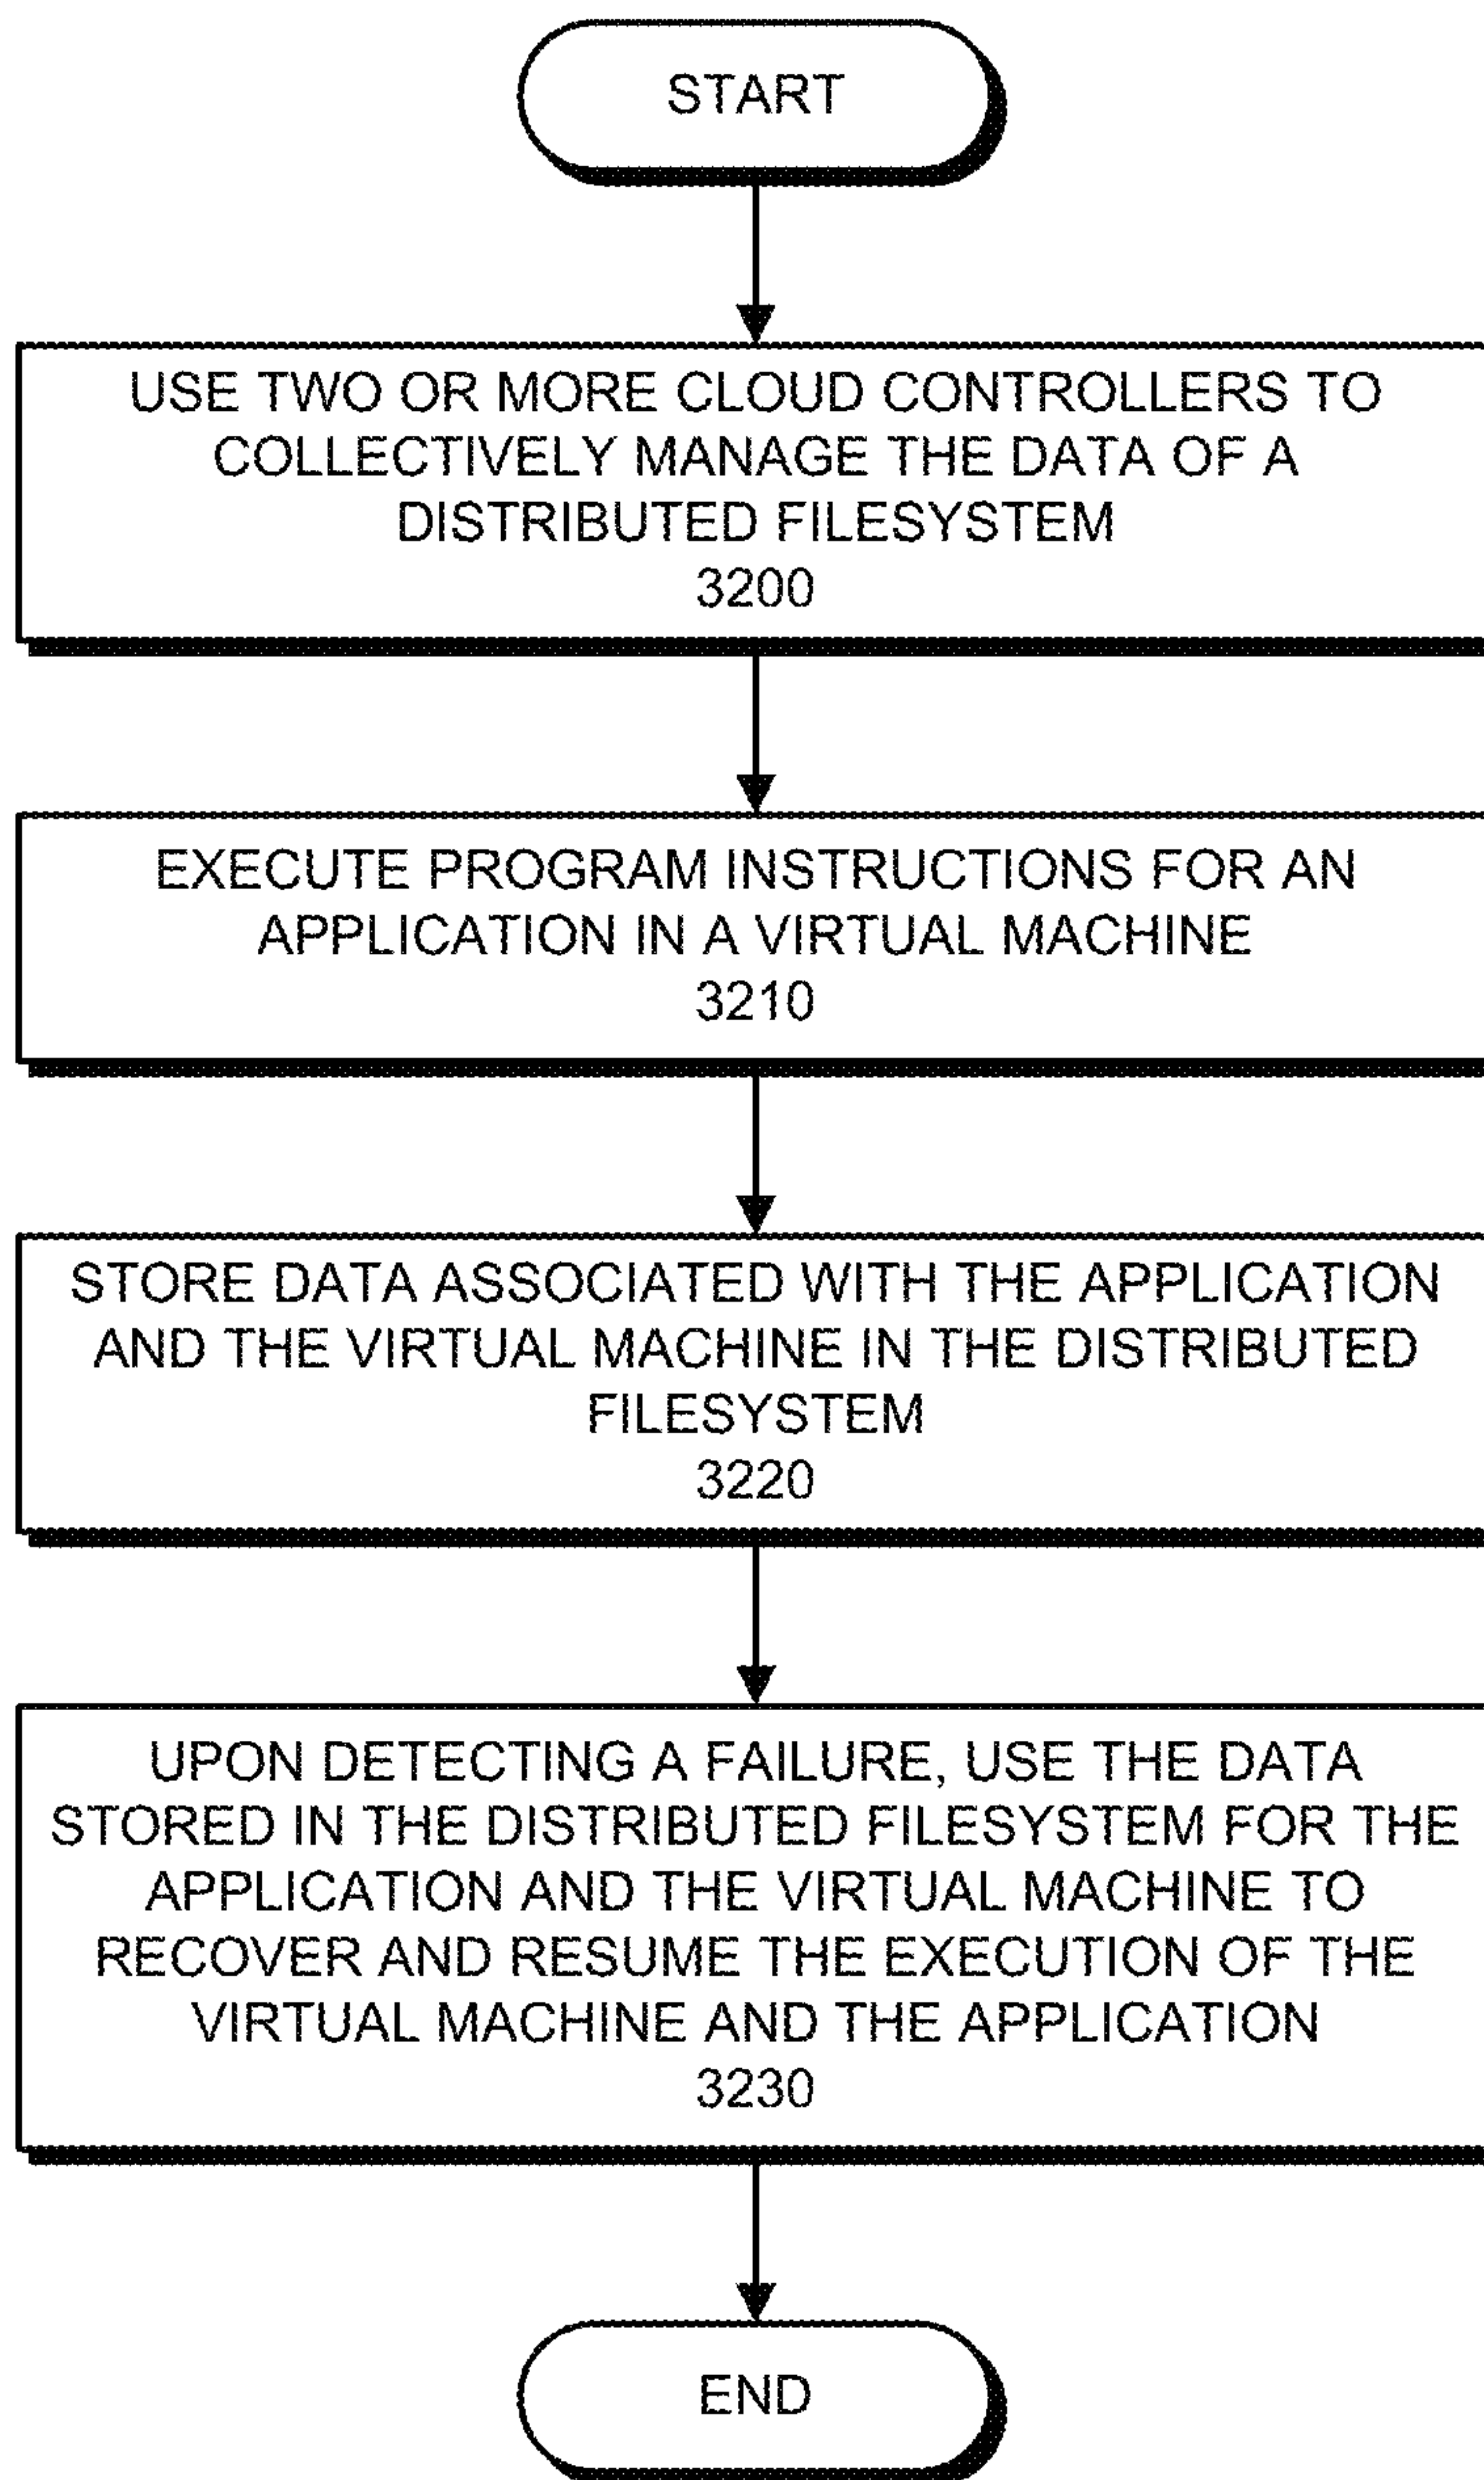 START
USE TWO OR MORE CLOUD CONTROLLERS TO
COLLECTIVELY MANAGE THE DATA OF A
DISTRIBUTED FILESYSTEM
3200
EXECUTE PROGRAM INSTRUCTIONS FOR AN
APPLICATION IN A VIRTUAL MACHINE
3210
STORE DATA ASSOCIATED WITH THE APPLICATION
AND THE VIRTUAL MACHINE IN THE DISTRIBUTED
FILESYSTEM
3220
UPON DETECTING A FAILURE, USE THE DATA
STORED IN THE DISTRIBUTED FILESYSTEM FOR THE
APPLICATION AND THE VIRTUAL MACHINE TO
RECOVER AND RESUME THE EXECUTION OF THE
VIRTUAL MACHINE AND THE APPLICATION
3230
END